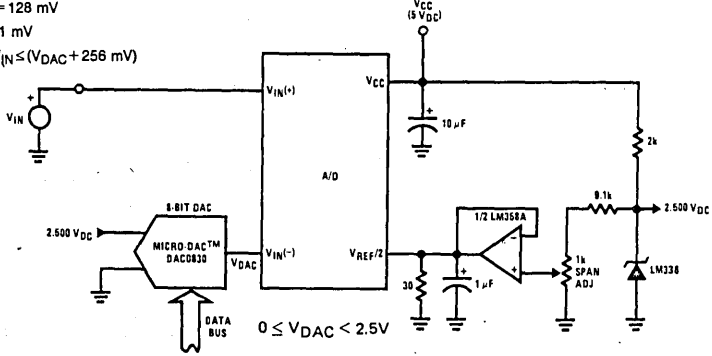 = 128 mV
1 mV
VIN ≤ (VDAC + 256 mV)
VCC
(5 VDC)
VIN(+)
VCC
+
VIN
+
10 µF
2k
A/D
8-BIT DAC
1/2 LM358A
9.1k
2.500 VDC
2.500 VDC
MICRO-DAC™
DAC0830
VDAC
VIN(-)
VREF/2
-
+
1k
SPAN
ADJ
LM336
30
+
1 µF
DATA
BUS
0 ≤ VDAC < 2.5V